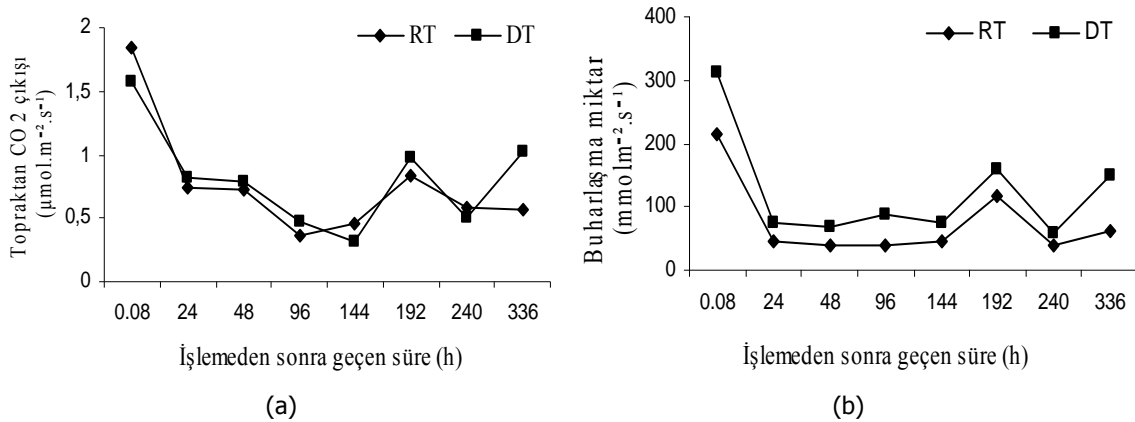 Topraktan CO 2 çıkışı
(µmol.m⁻².s⁻¹)
2
1,5
1
0,5
0
RT DT
0.08 24 48 96 144 192 240 336
İşlemeden sonra geçen süre (h)
(a)
Buharlaşma miktar
(mmolm⁻².s⁻¹)
400
300
200
100
0
RT DT
0.08 24 48 96 144 192 240 336
İşlemeden sonra geçen süre (h)
(b)